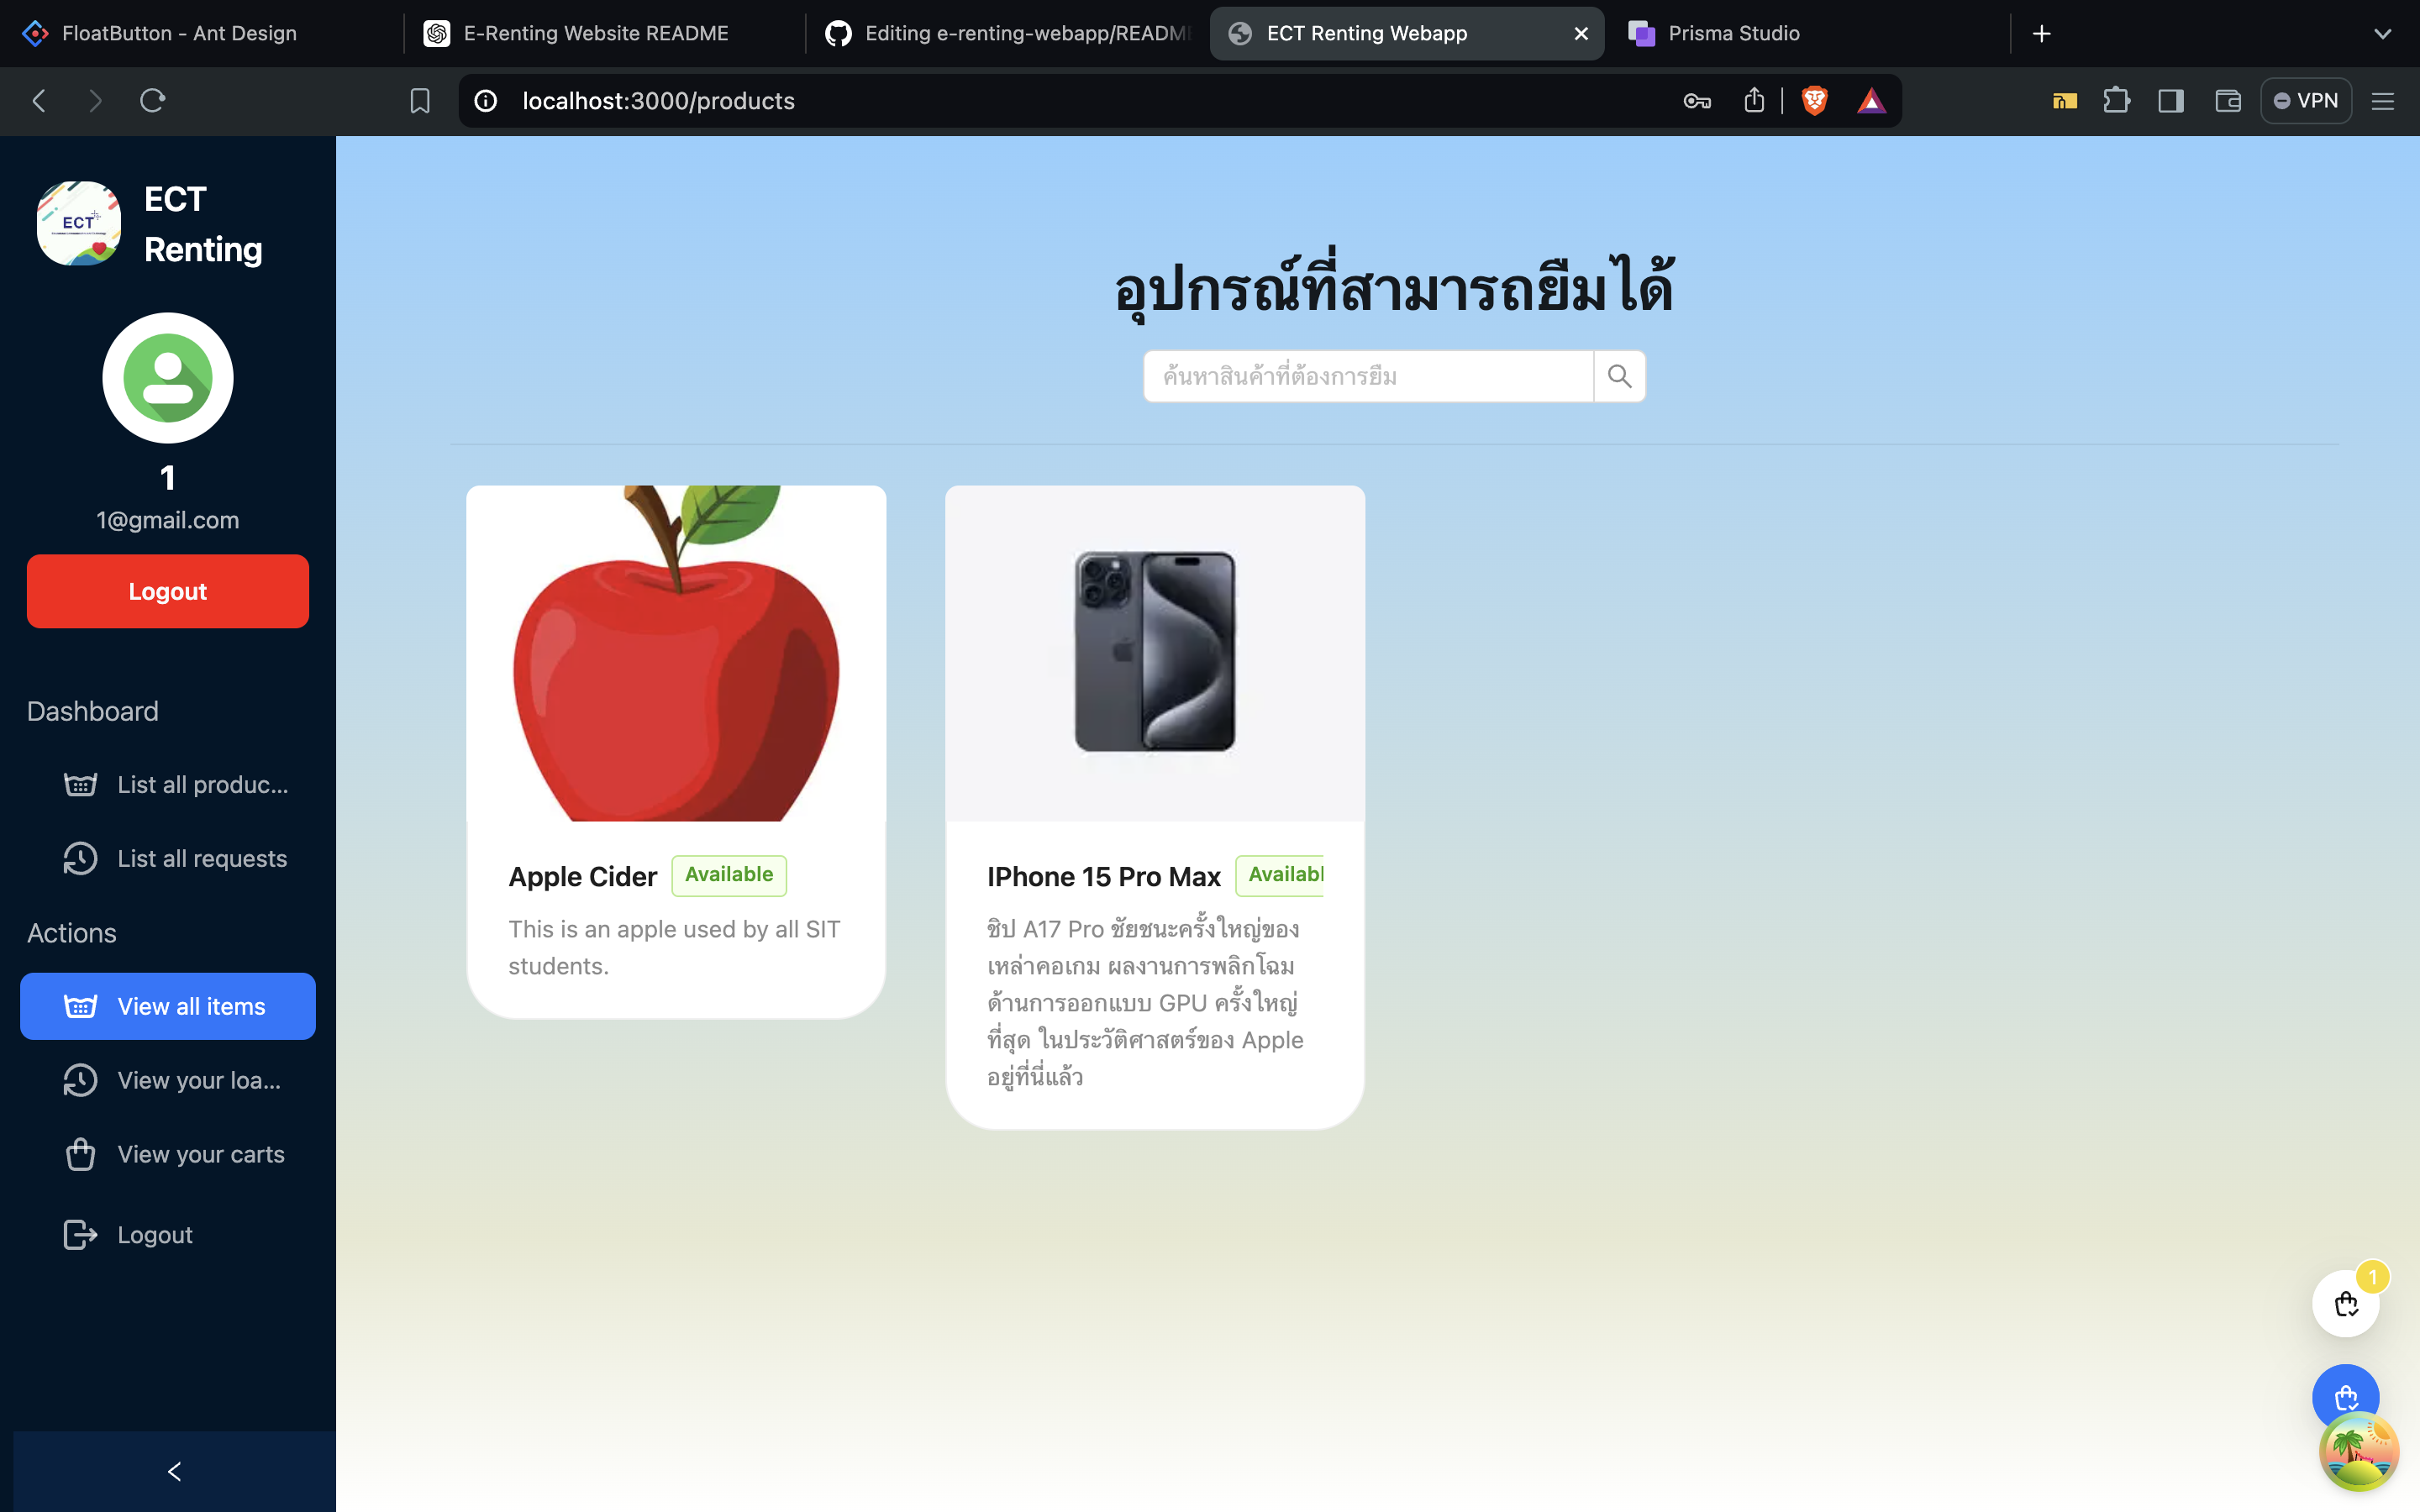 FloatButton - Ant Design
E-Renting Website README
Editing e-renting-webapp/READM
ECT Renting Webapp
Prisma Studio
localhost:3000/products
VPN
ECT
ECT
Renting
1
1@gmail.com
Logout
Dashboard
List all produc...
List all requests
Actions
View all items
View your loa...
View your carts
Logout
อุปกรณ์ที่สามารถยืมได้
ค้นหาสินค้าที่ต้องการยืม
Apple Cider Available
This is an apple used by all SIT
students.
IPhone 15 Pro Max Availabl
ชิป A17 Pro ชัยชนะครั้งใหญ่ของ
เหล่าคอเกม ผลงานการพลิกโฉม
ด้านการออกแบบ GPU ครั้งใหญ่
ที่สุด ในประวัติศาสตร์ของ Apple
อยู่ที่นี่แล้ว
1